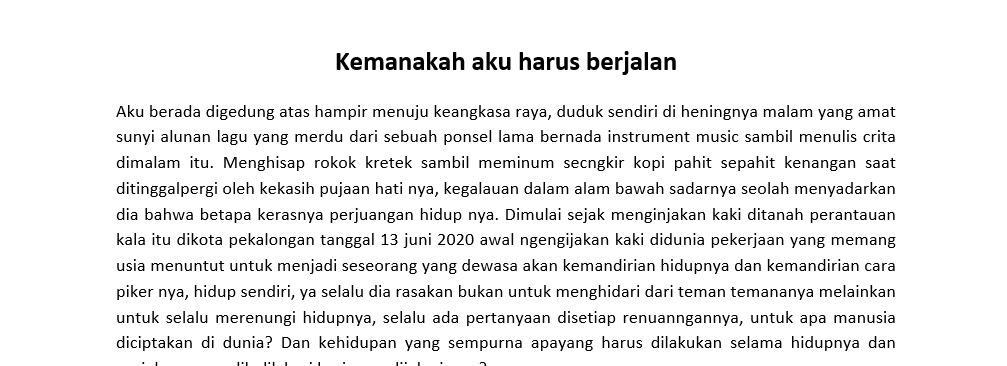 Kemanakah aku harus berjalan
Aku berada digedung atas hampir menuju keangkasa raya, duduk sendiri di heningnya malam yang amat
sunyi alunan lagu yang merdu dari sebuah ponsel lama bernada instrument music sambil menulis crita
dimalam itu. Menghisap rokok kretek sambil meminum secngkir kopi pahit sepahit kenangan saat
ditinggalpergi oleh kekasih pujaan hati nya, kegalauan dalam alam bawah sadarnya seolah menyadarkan
dia bahwa betapa kerasnya perjuangan hidup nya. Dimulai sejak menginjakan kaki ditanah perantauan
kala itu dikota pekalongan tanggal 13 juni 2020 awal ngengijakan kaki didunia pekerjaan yang memang
usia menuntut untuk menjadi seseorang yang dewasa akan kemandirian hidupnya dan kemandirian cara
piker nya, hidup sendiri, ya selalu dia rasakan bukan untuk menghidari dari teman temananya melainkan
untuk selalu merenungi hidupnya, selalu ada pertanyaan disetiap renuanngannya, untuk apa manusia
diciptakan di dunia? Dan kehidupan yang sempurna apayang harus dilakukan selama hidupnya dan